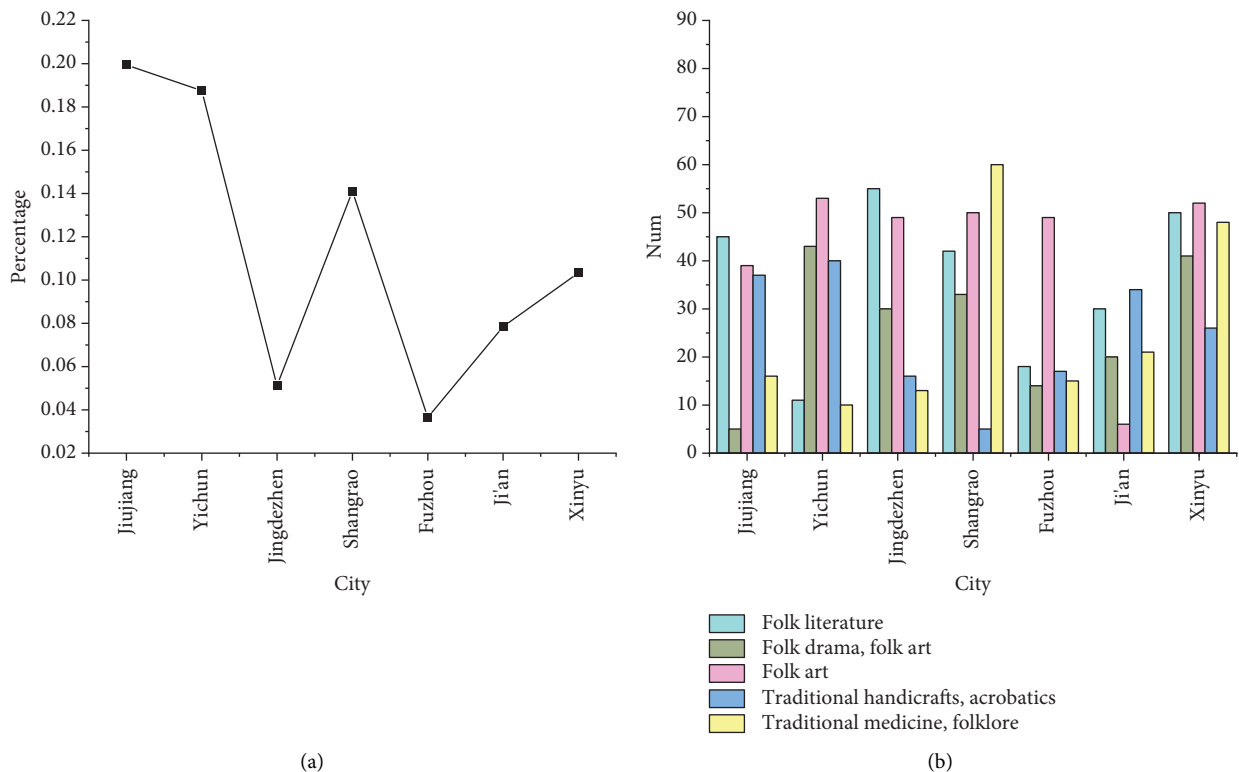 0.22
0.20
0.18
0.16
0.14
0.12
0.10
0.08
0.06
0.04
0.02
Percentage
Jiujiang
Yichun
Jingdezhen
Shangrao
Fuzhou
Ji'an
Xinyu
City
(a)
90
80
70
60
50
40
30
20
10
0
Num
Jiujiang
Yichun
Jingdezhen
Shangrao
Fuzhou
Ji'an
Xinyu
City
Folk literature
Folk drama, folk art
Folk art
Traditional handicrafts, acrobatics
Traditional medicine, folklore
(b)